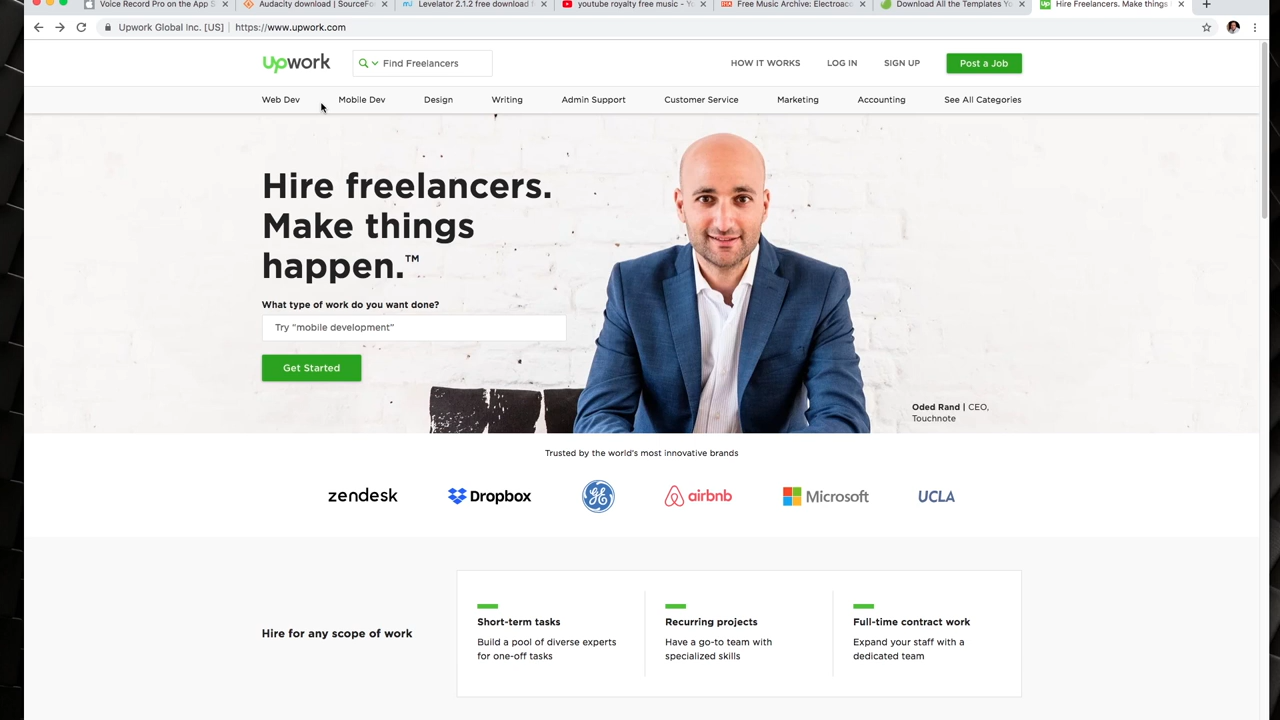 Voice Record Pro on the App S
Audacity download | SourceFo
Levelator 2.1.2 free download
youtube royalty free music - Yo
Free Music Archive: Electroac
Download All the Templates Yo
Up Hire Freelancers. Make things
Upwork Global Inc. [US] https://www.upwork.com
upwork
Find Freelancers
HOW IT WORKS
LOG IN
SIGN UP
Post a Job
Web Dev
Mobile Dev
Design
Writing
Admin Support
Customer Service
Marketing
Accounting
See All Categories
Hire freelancers.
Make things
happen.™
What type of work do you want done?
Try "mobile development"
Get Started
Oded Rand | CEO,
Touchnote
Trusted by the world's most innovative brands
zendesk
Dropbox
GE
airbnb
Microsoft
UCLA
Hire for any scope of work
Short-term tasks
Build a pool of diverse experts
for one-off tasks
Recurring projects
Have a go-to team with
specialized skills
Full-time contract work
Expand your staff with a
dedicated team